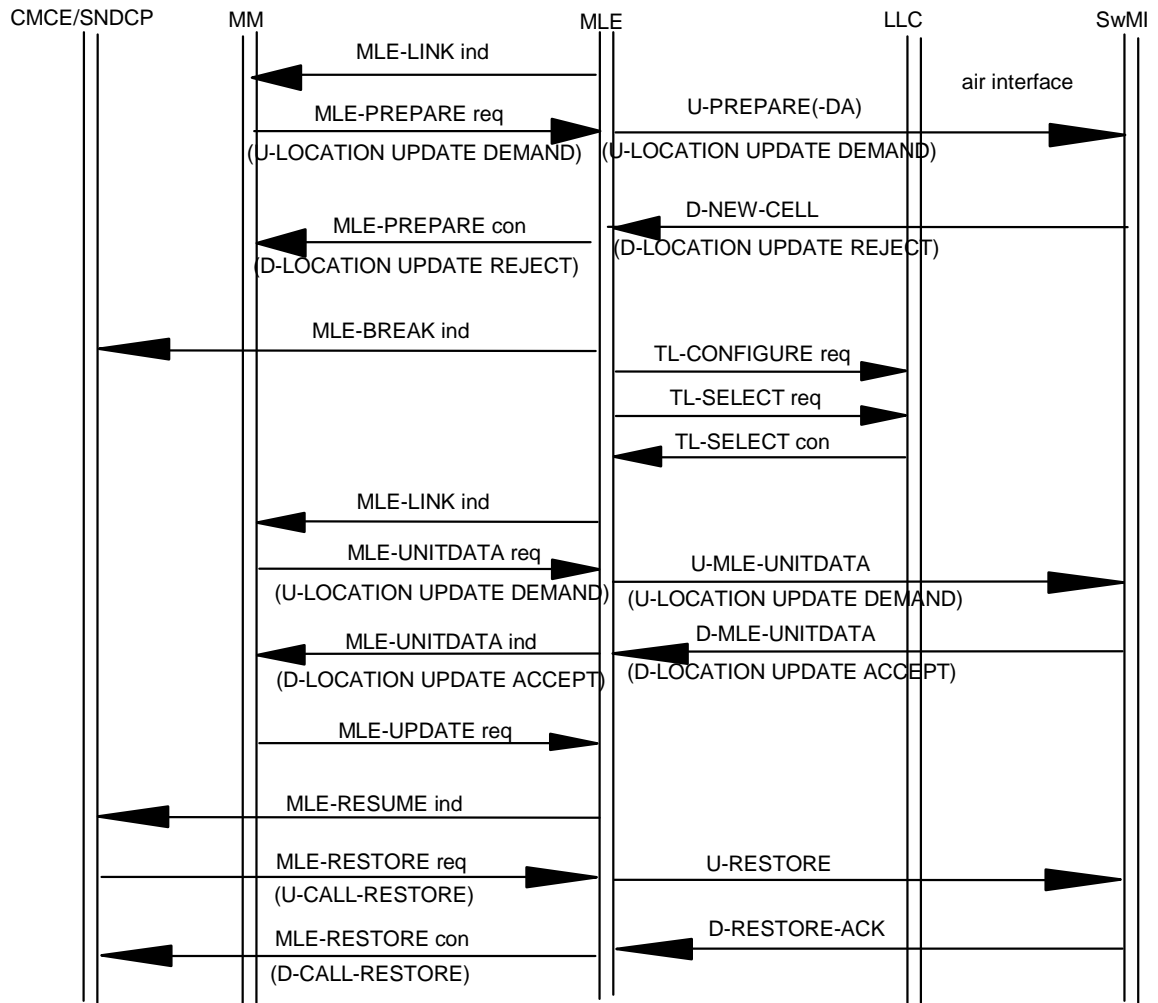 CMCE/SNDCP MM MLE LLC SwMI
MLE-LINK ind
air interface
MLE-PREPARE req
U-PREPARE(-DA)
(U-LOCATION UPDATE DEMAND)
(U-LOCATION UPDATE DEMAND)
D-NEW-CELL
MLE-PREPARE con
(D-LOCATION UPDATE REJECT)
(D-LOCATION UPDATE REJECT)
MLE-BREAK ind
TL-CONFIGURE req
TL-SELECT req
TL-SELECT con
MLE-LINK ind
MLE-UNITDATA req
U-MLE-UNITDATA
(U-LOCATION UPDATE DEMAND)
(U-LOCATION UPDATE DEMAND)
D-MLE-UNITDATA
MLE-UNITDATA ind
(D-LOCATION UPDATE ACCEPT)
(D-LOCATION UPDATE ACCEPT)
MLE-UPDATE req
MLE-RESUME ind
MLE-RESTORE req
U-RESTORE
(U-CALL-RESTORE)
D-RESTORE-ACK
MLE-RESTORE con
(D-CALL-RESTORE)